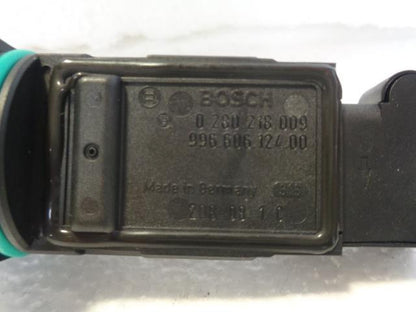 BOSCH
0 280 218 009
996 606 124 00
Made in Germany